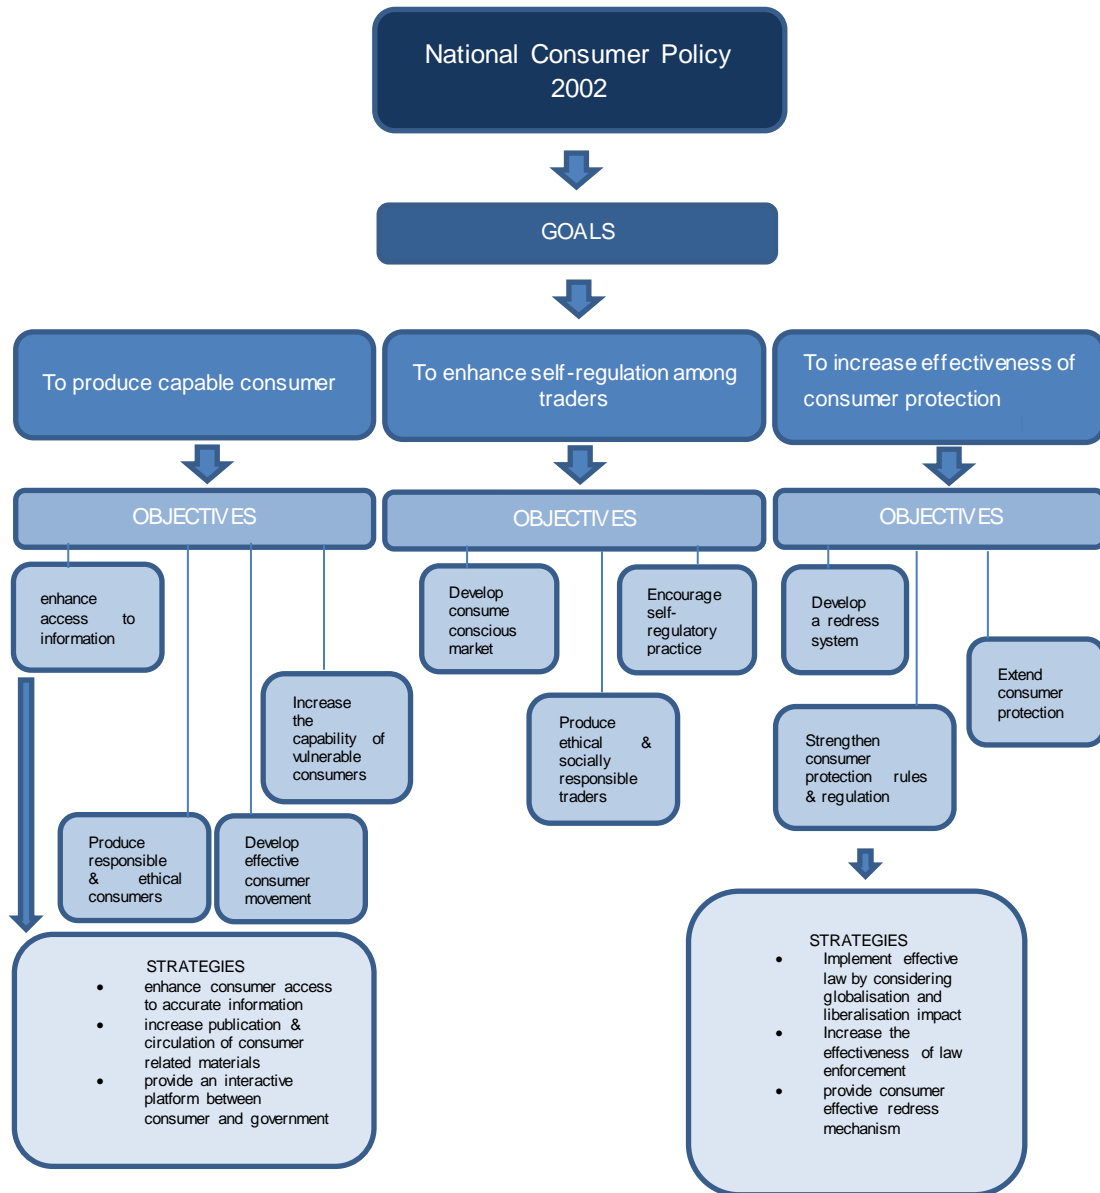 National Consumer Policy
2002
GOALS
To produce capable consumer
To enhance self-regulation among
traders
To increase effectiveness of
consumer protection
OBJECTIVES
OBJECTIVES
OBJECTIVES
enhance
access to
information
Increase
the
capability of
vulnerable
consumers
Produce
responsible
& ethical
consumers
Develop
effective
consumer
movement
Develop
consume
conscious
market
Encourage
self-
regulatory
practice
Produce
ethical &
socially
responsible
traders
Develop
a redress
system
Extend
consumer
protection
Strengthen
consumer
protection rules
& regulation
STRATEGIES
• enhance consumer access
to accurate information
• increase publication &
circulation of consumer
related materials
• provide an interactive
platform between
consumer and government
STRATEGIES
• Implement effective
law by considering
globalisation and
liberalisation impact
• Increase the
effectiveness of law
enforcement
• provide consumer
effective redress
mechanism